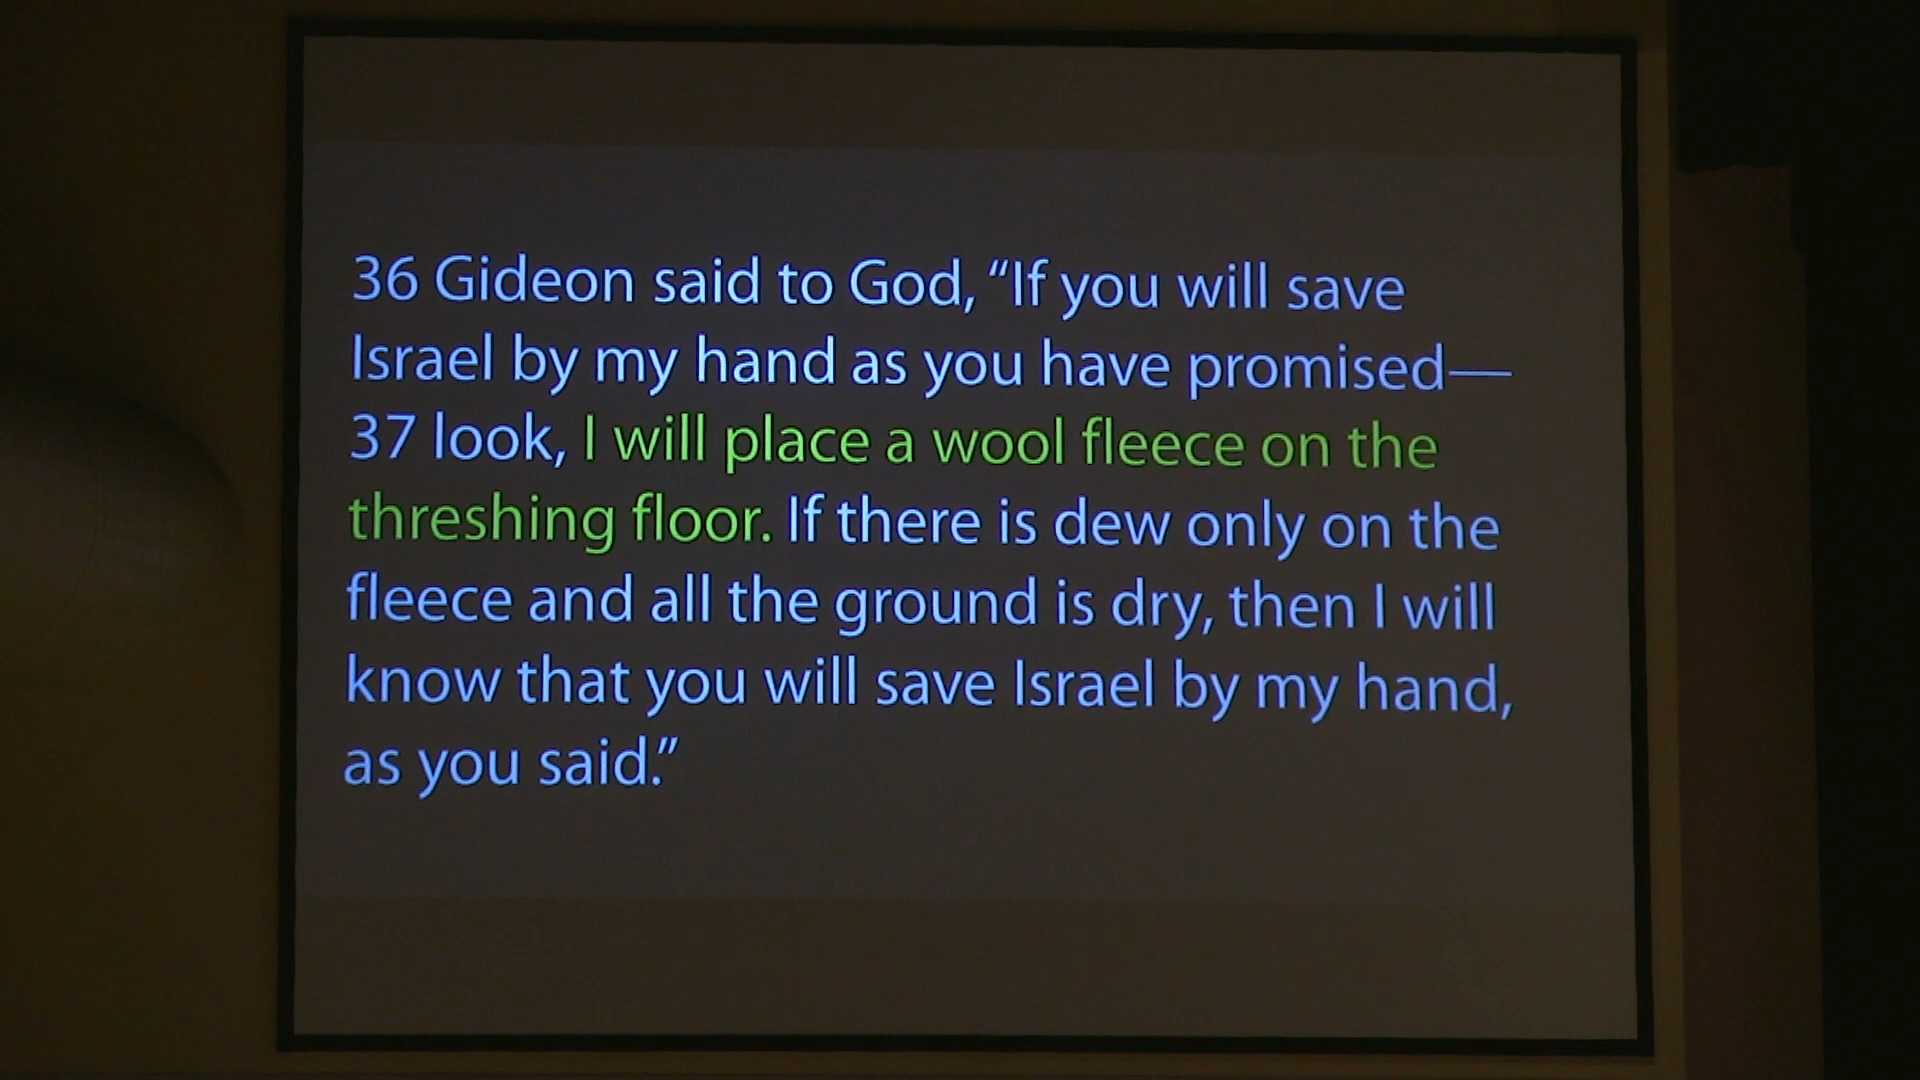 36 Gideon said to God, “If you will save
Israel by my hand as you have promised—
37 look, I will place a wool fleece on the
threshing floor. If there is dew only on the
fleece and all the ground is dry, then I will
know that you will save Israel by my hand,
as you said.”